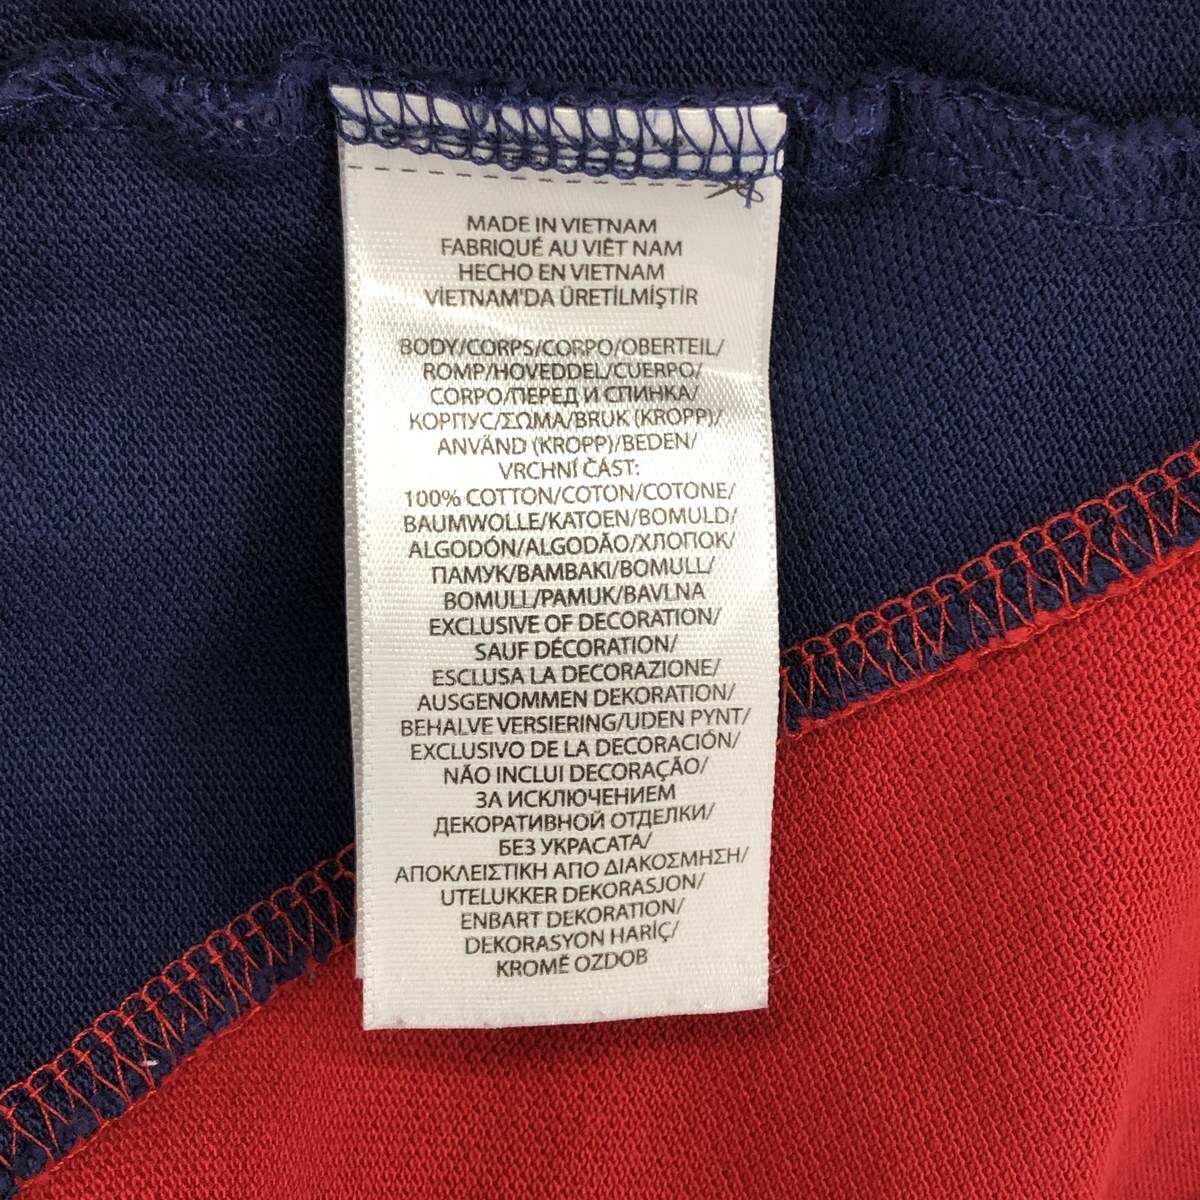 MADE IN VIETNAM
FABRIQUÉ AU VIÊT NAM
HECHO EN VIETNAM
VİETNAM'DA ÜRETİLMİŞTİR
BODY/CORPS/CORPO/OBERTEIL/
ROMP/HOVEDDEL/CUERPO/
CORPO/ПЕРЕД И СПИНКА/
КОРПУС/ΣΩΜΑ/BRUK (KROPP)/
ANVÄND (KROPP)/BEDEN/
VRCHNÍ ČÁST:
100% COTTON/COTON/COTONE/
BAUMWOLLE/KATOEN/BOMULD/
ALGODÓN/ALGODÃO/ХЛОПОК/
ПАМУК/ΒΑΜΒΑΚΙ/BOMULL/
BOMULL/PAMUK/BAVLNA
EXCLUSIVE OF DECORATION/
SAUF DÉCORATION/
ESCLUSA LA DECORAZIONE/
AUSGENOMMEN DEKORATION/
BEHALVE VERSIERING/UDEN PYNT/
EXCLUSIVO DE LA DECORACIÓN/
NÃO INCLUI DECORAÇÃO/
ЗА ИСКЛЮЧЕНИЕМ
ДЕКОРАТИВНОЙ ОТДЕЛКИ/
БЕЗ УКРАСАТА/
ΑΠΟΚΛΕΙΣΤΙΚΗ ΑΠΟ ΔΙΑΚΟΣΜΗΣΗ/
UTELUKKER DEKORASJON/
ENBART DEKORATION/
DEKORASYON HARİÇ/
KROMĚ OZDOB